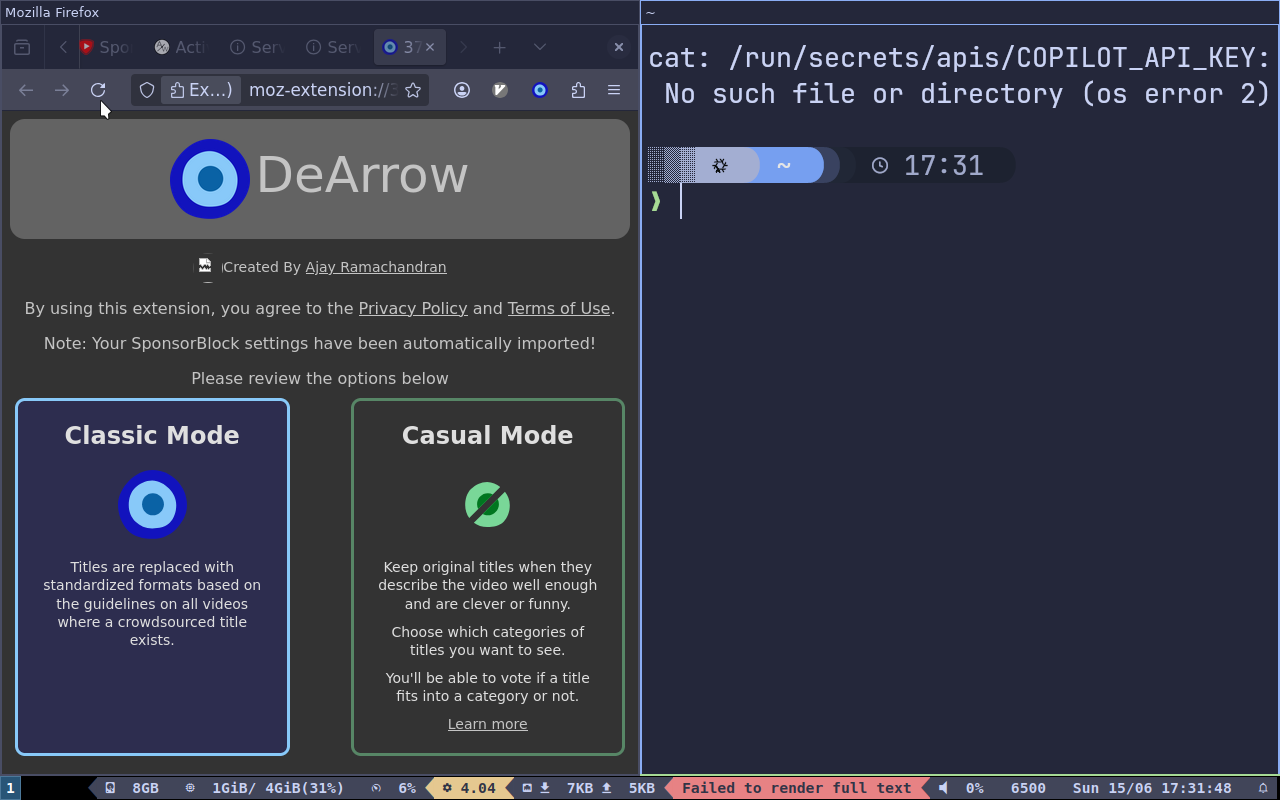 Mozilla Firefox
~
Spo
Acti
Serv
Serv
37
Ex...)
moz-extension://3
DeArrow
Created By Ajay Ramachandran
By using this extension, you agree to the Privacy Policy and Terms of Use.
Note: Your SponsorBlock settings have been automatically imported!
Please review the options below
Classic Mode
Titles are replaced with
standardized formats based on
the guidelines on all videos
where a crowdsourced title
exists.
Casual Mode
Keep original titles when they
describe the video well enough
and are clever or funny.
Choose which categories of
titles you want to see.
You'll be able to vote if a title
fits into a category or not.
Learn more
cat: /run/secrets/apis/COPILOT_API_KEY:
No such file or directory (os error 2)
~ 17:31
❱
1 8GB 1GiB/ 4GiB(31%) 6% 4.04 7KB 5KB Failed to render full text 0% 6500 Sun 15/06 17:31:48